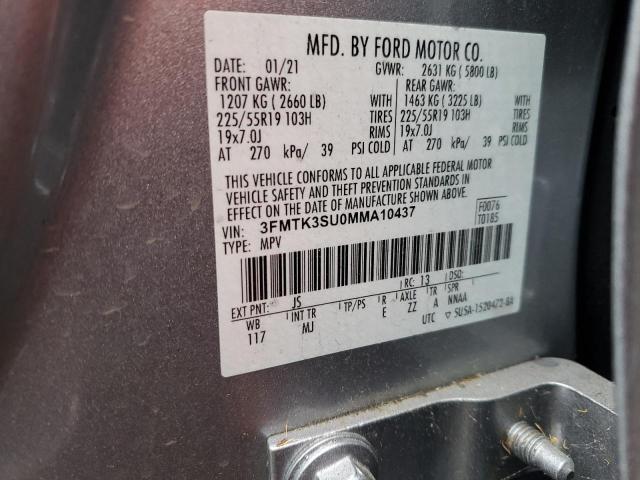 MFD. BY FORD MOTOR CO.
DATE: 01/21 GVWR: 2631 KG ( 5800 LB)
FRONT GAWR: REAR GAWR:
1207 KG ( 2660 LB) WITH 1463 KG ( 3225 LB) WITH
225/55R19 103H TIRES 225/55R19 103H TIRES
19x7.0J RIMS 19x7.0J RIMS
AT 270 kPa/ 39 PSI COLD AT 270 kPa/ 39 PSI COLD
THIS VEHICLE CONFORMS TO ALL APPLICABLE FEDERAL MOTOR
VEHICLE SAFETY AND THEFT PREVENTION STANDARDS IN
EFFECT ON THE DATE OF MANUFACTURE SHOWN ABOVE.
VIN: 3FMTK3SU0MMA10437 F0076
TYPE: MPV T0185
EXT PNT: JS RC: 13 DSO:
WB INT TR TP/PS R AXLE TR SPR
117 MJ E ZZ A NNAA
UTC ▽ 5U5A-1520472-BA